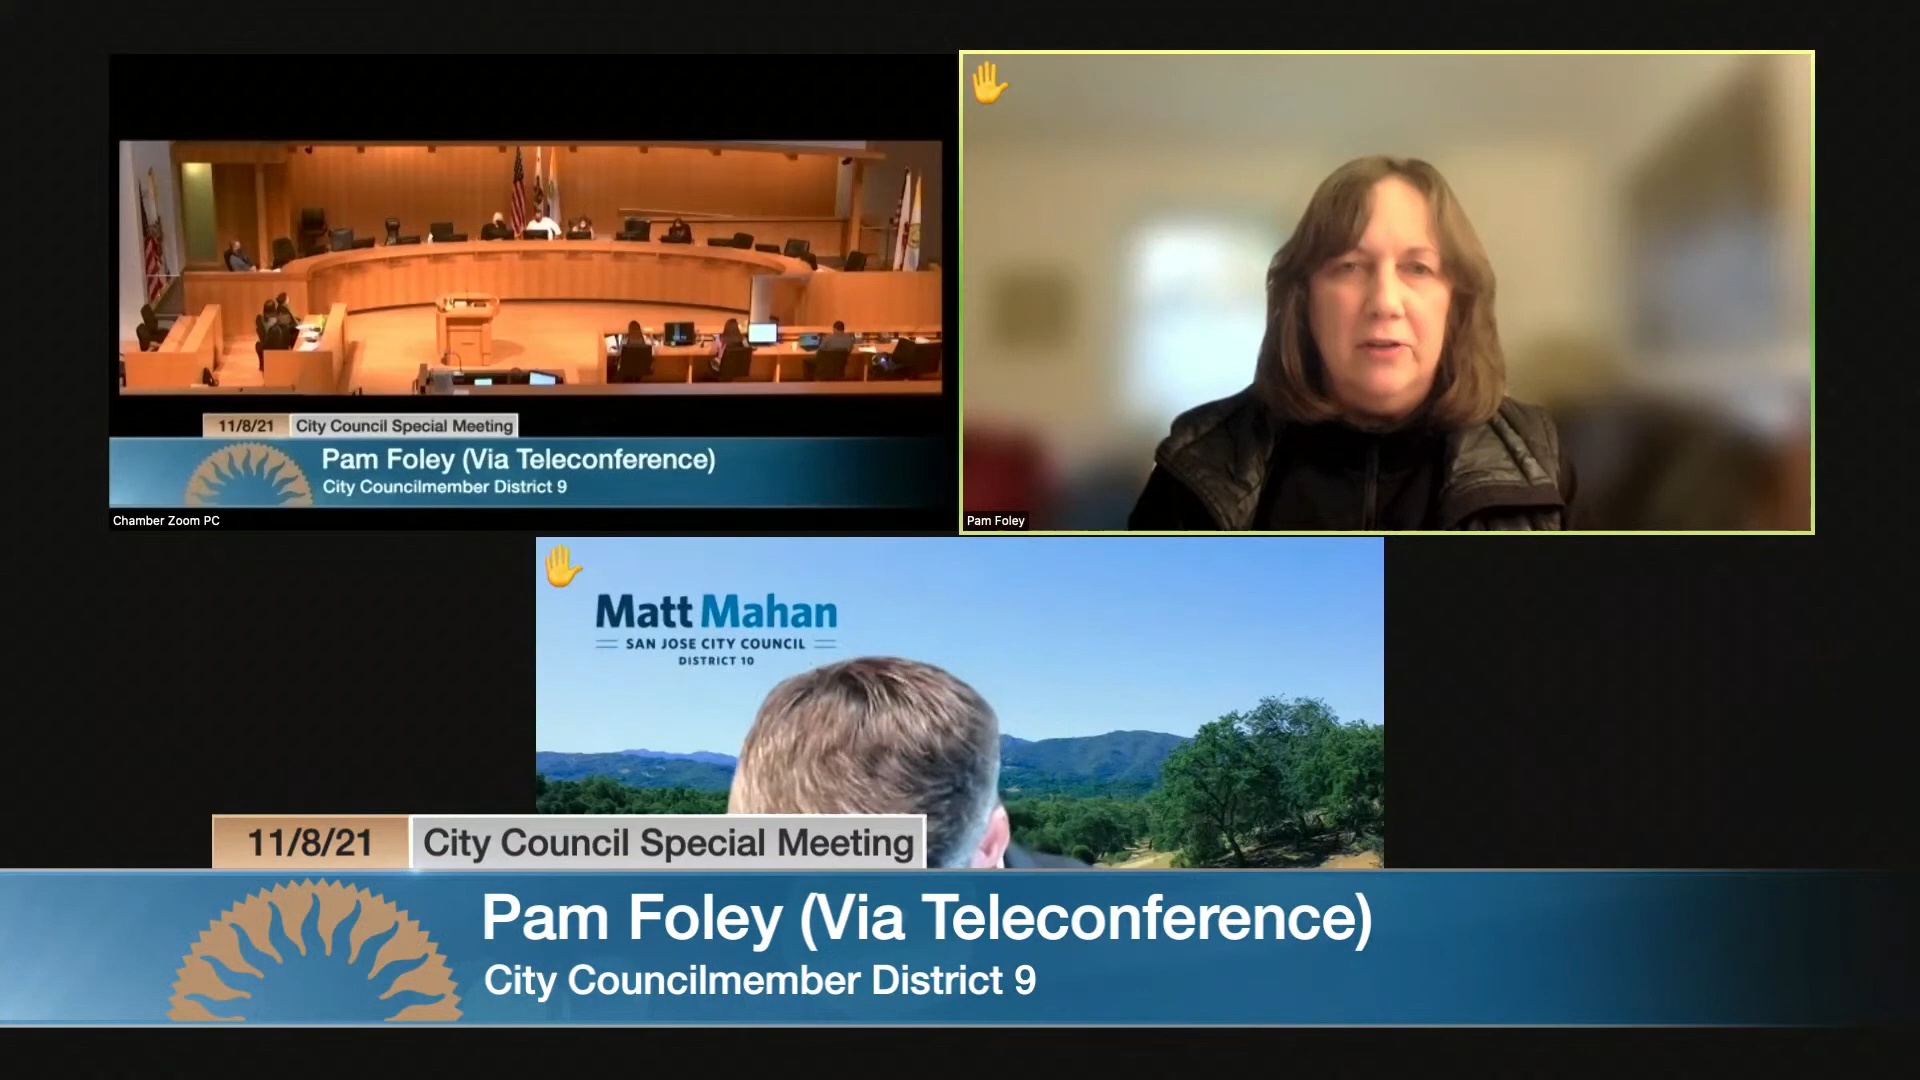 11/8/21 City Council Special Meeting
Pam Foley (Via Teleconference)
City Councilmember District 9
Chamber Zoom PC
Pam Foley
Matt Mahan
SAN JOSE CITY COUNCIL
DISTRICT 10
11/8/21 City Council Special Meeting
Pam Foley (Via Teleconference)
City Councilmember District 9